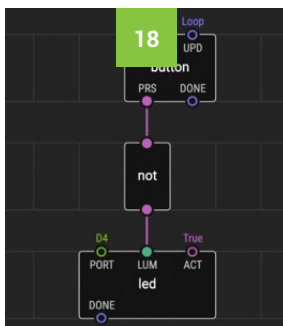 18
Loop
UPD
button
PRS DONE
not
D4 True
PORT LUM ACT
led
DONE